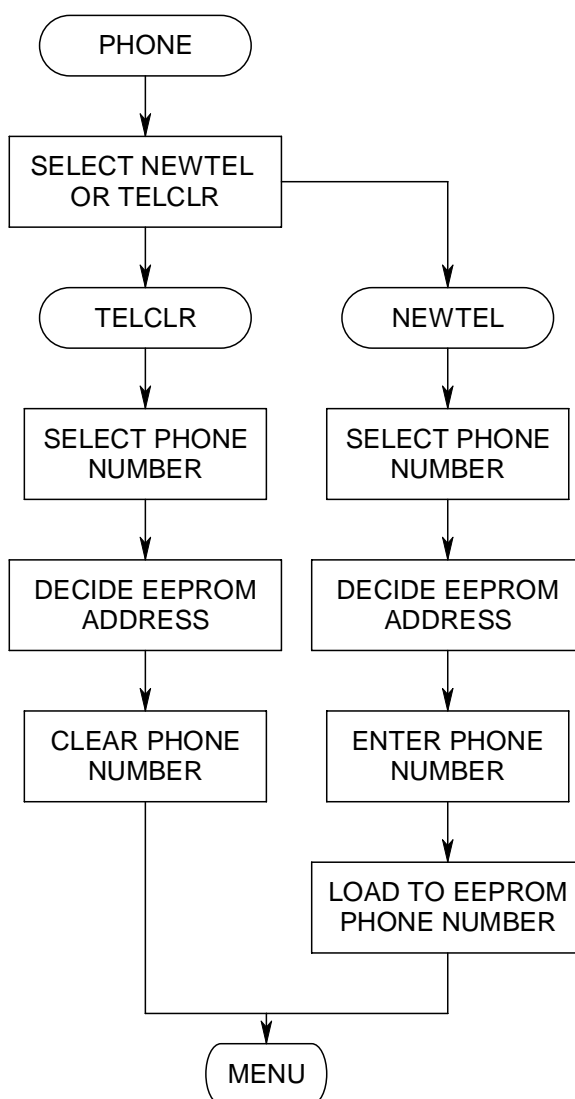 PHONE
SELECT NEWTEL
OR TELCLR
TELCLR
NEWTEL
SELECT PHONE
NUMBER
SELECT PHONE
NUMBER
DECIDE EEPROM
ADDRESS
DECIDE EEPROM
ADDRESS
CLEAR PHONE
NUMBER
ENTER PHONE
NUMBER
LOAD TO EEPROM
PHONE NUMBER
MENU